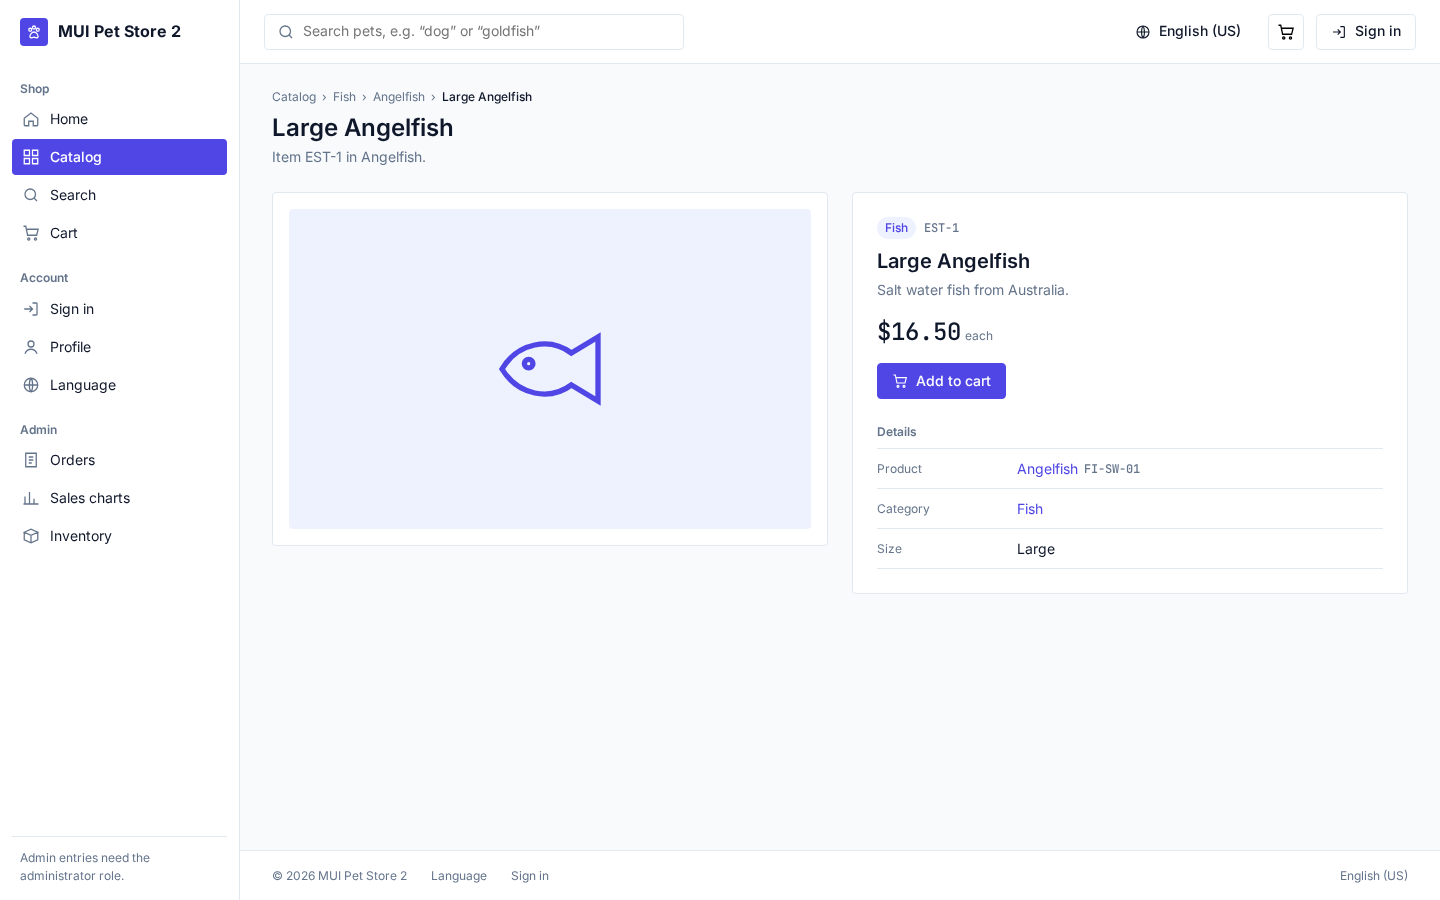 MUI Pet Store 2
Search pets, e.g. “dog” or “goldfish”
English (US)
Sign in
Shop
Home
Catalog
Search
Cart
Account
Sign in
Profile
Language
Admin
Orders
Sales charts
Inventory
Admin entries need the
administrator role.
Catalog › Fish › Angelfish › Large Angelfish
Large Angelfish
Item EST-1 in Angelfish.
Fish EST-1
Large Angelfish
Salt water fish from Australia.
$16.50 each
Add to cart
Details
Product Angelfish FI-SW-01
Category Fish
Size Large
© 2026 MUI Pet Store 2 Language Sign in English (US)